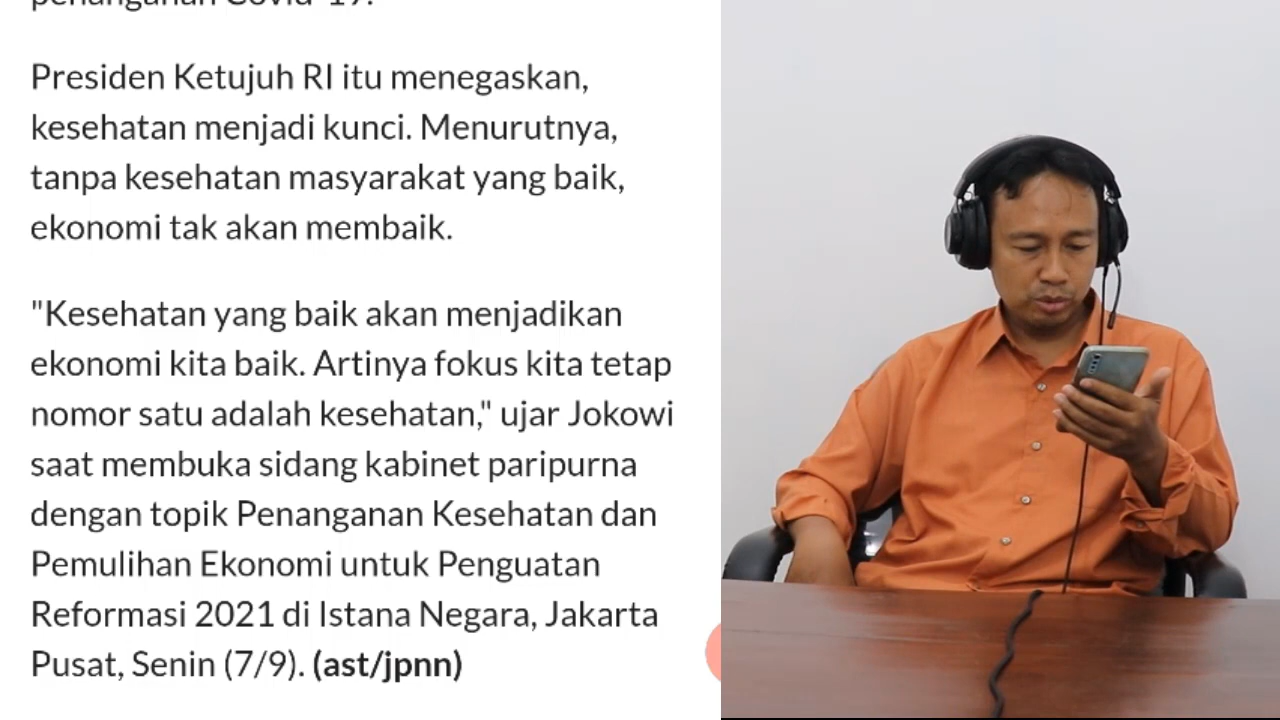 penanganan Covid-19.
Presiden Ketujuh RI itu menegaskan,
kesehatan menjadi kunci. Menurutnya,
tanpa kesehatan masyarakat yang baik,
ekonomi tak akan membaik.
"Kesehatan yang baik akan menjadikan
ekonomi kita baik. Artinya fokus kita tetap
nomor satu adalah kesehatan," ujar Jokowi
saat membuka sidang kabinet paripurna
dengan topik Penanganan Kesehatan dan
Pemulihan Ekonomi untuk Penguatan
Reformasi 2021 di Istana Negara, Jakarta
Pusat, Senin (7/9). (ast/jpnn)